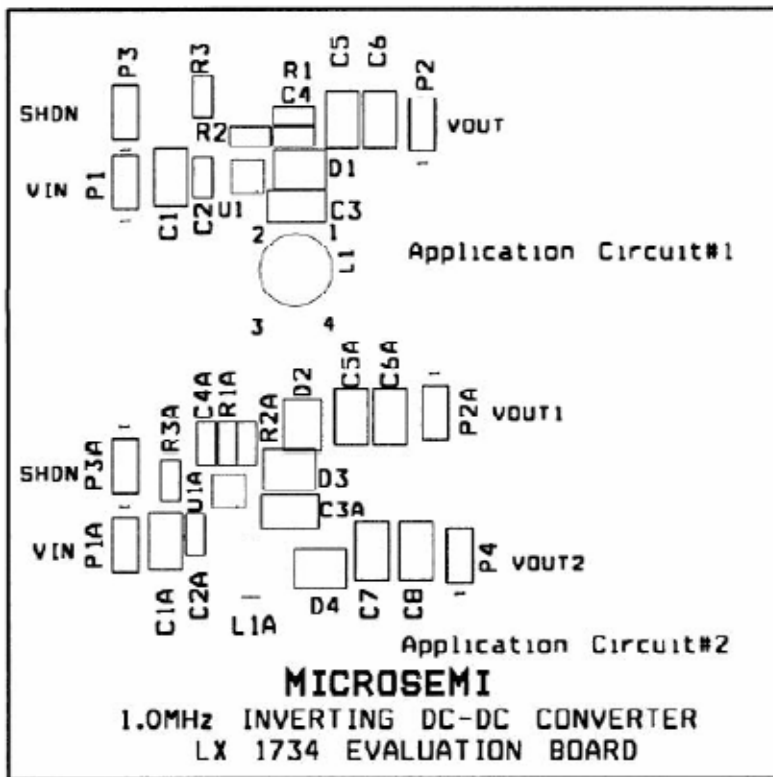 P3 R3 R1 C5 C6 P2
SHDN C4 VOUT
R2
VIN P1 C1 C2 U1 D1
C3
2 1 L1
Application Circuit#1
3 4
C4A R1A R2A D2 C5A C6A P2A VOUT1
SHDN P3A R3A U1A D3
C3A
VIN P1A C1A C2A D4 C7 C8 P4 VOUT2
L1A
Application Circuit#2
MICROSEMI
1.0MHz INVERTING DC-DC CONVERTER
LX 1734 EVALUATION BOARD